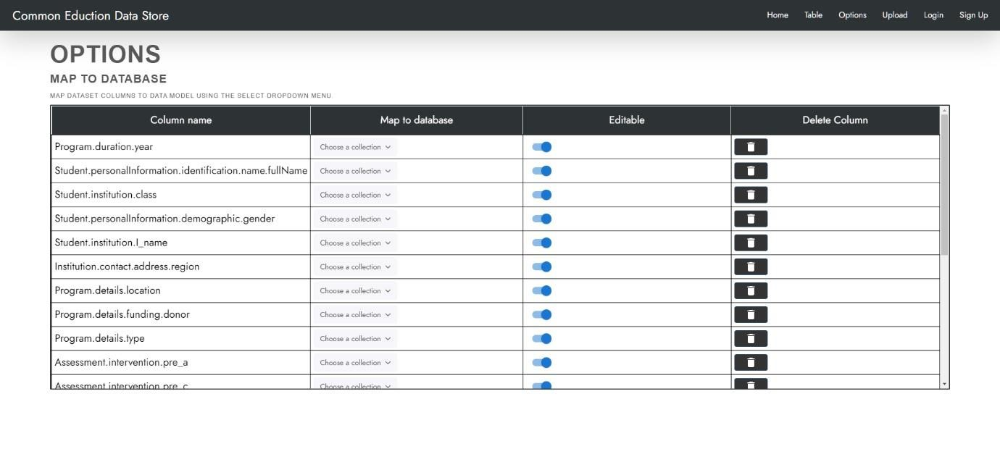 Common Eduction Data Store Home Table Options Upload Login Sign Up
OPTIONS
MAP TO DATABASE
MAP DATASET COLUMNS TO DATA MODEL USING THE SELECT DROPDOWN MENU.
Column name Map to database Editable Delete Column
Program.duration.year Choose a collection
Student.personalInformation.identification.name.fullName Choose a collection
Student.institution.class Choose a collection
Student.personalInformation.demographic.gender Choose a collection
Student.institution.I_name Choose a collection
Institution.contact.address.region Choose a collection
Program.details.location Choose a collection
Program.details.funding.donor Choose a collection
Program.details.type Choose a collection
Assessment.intervention.pre_a Choose a collection
Assessment.intervention.pre_c Choose a collection